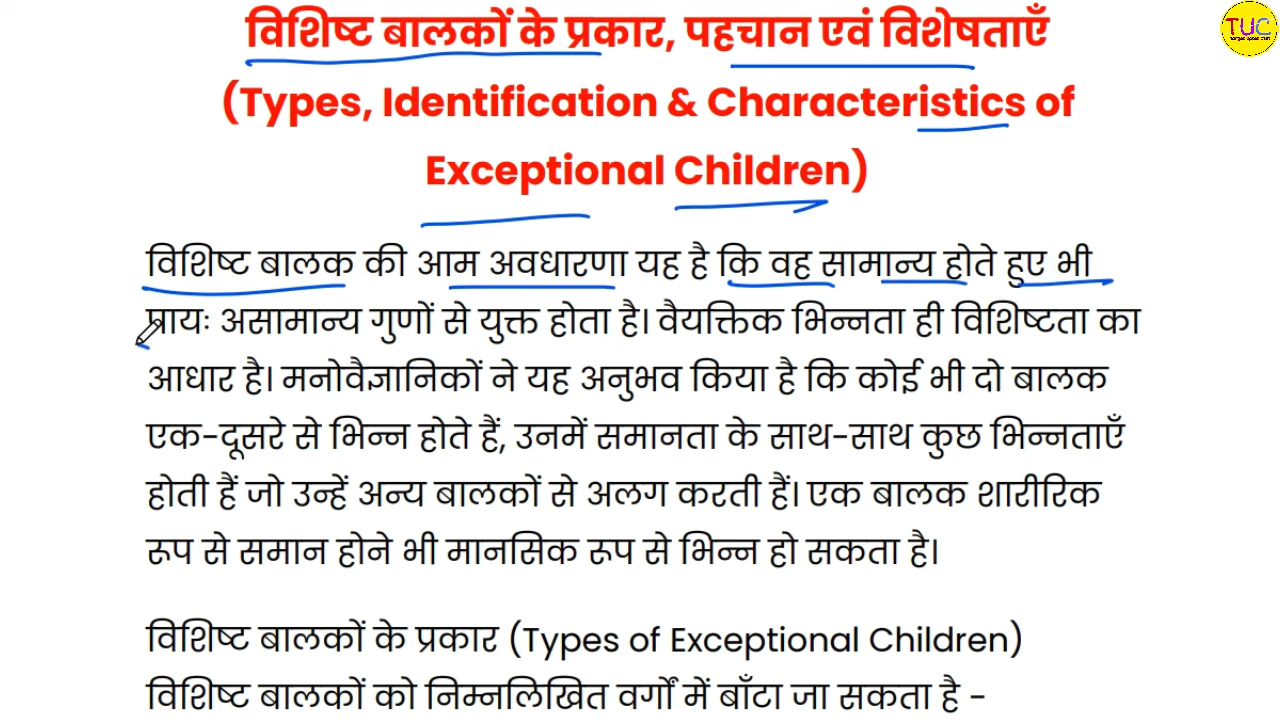 विशिष्ट बालकों के प्रकार, पहचान एवं विशेषताएँ
TUC
(Types, Identification & Characteristics of
Exceptional Children)
विशिष्ट बालक की आम अवधारणा यह है कि वह सामान्य होते हुए भी
प्रायः असामान्य गुणों से युक्त होता है। वैयक्तिक भिन्नता ही विशिष्टता का
आधार है। मनोवैज्ञानिकों ने यह अनुभव किया है कि कोई भी दो बालक
एक-दूसरे से भिन्न होते हैं, उनमें समानता के साथ-साथ कुछ भिन्नताएँ
होती हैं जो उन्हें अन्य बालकों से अलग करती हैं। एक बालक शारीरिक
रूप से समान होने भी मानसिक रूप से भिन्न हो सकता है।
विशिष्ट बालकों के प्रकार (Types of Exceptional Children)
विशिष्ट बालकों को निम्नलिखित वर्गों में बाँटा जा सकता है -